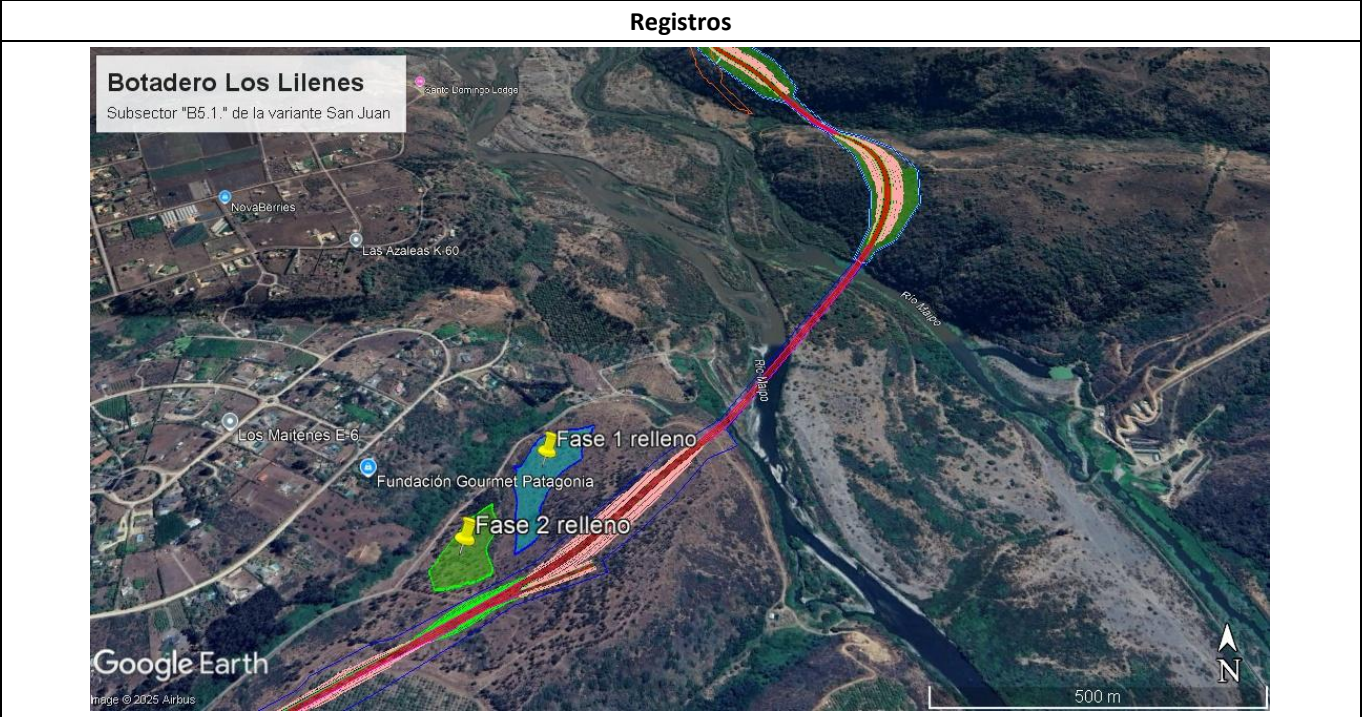 Registros
Botadero Los Lilenes
Subsector "B5.1." de la variante San Juan
Santo Domingo Lodge
NovaBerries
Las Azaleas K-60
Río Maipo
Río Maipo
Los Maitenes E-6
Fase 1 relleno
Fundación Gourmet Patagonia
Fase 2 relleno
Google Earth
Image © 2025 Airbus
N
500 m